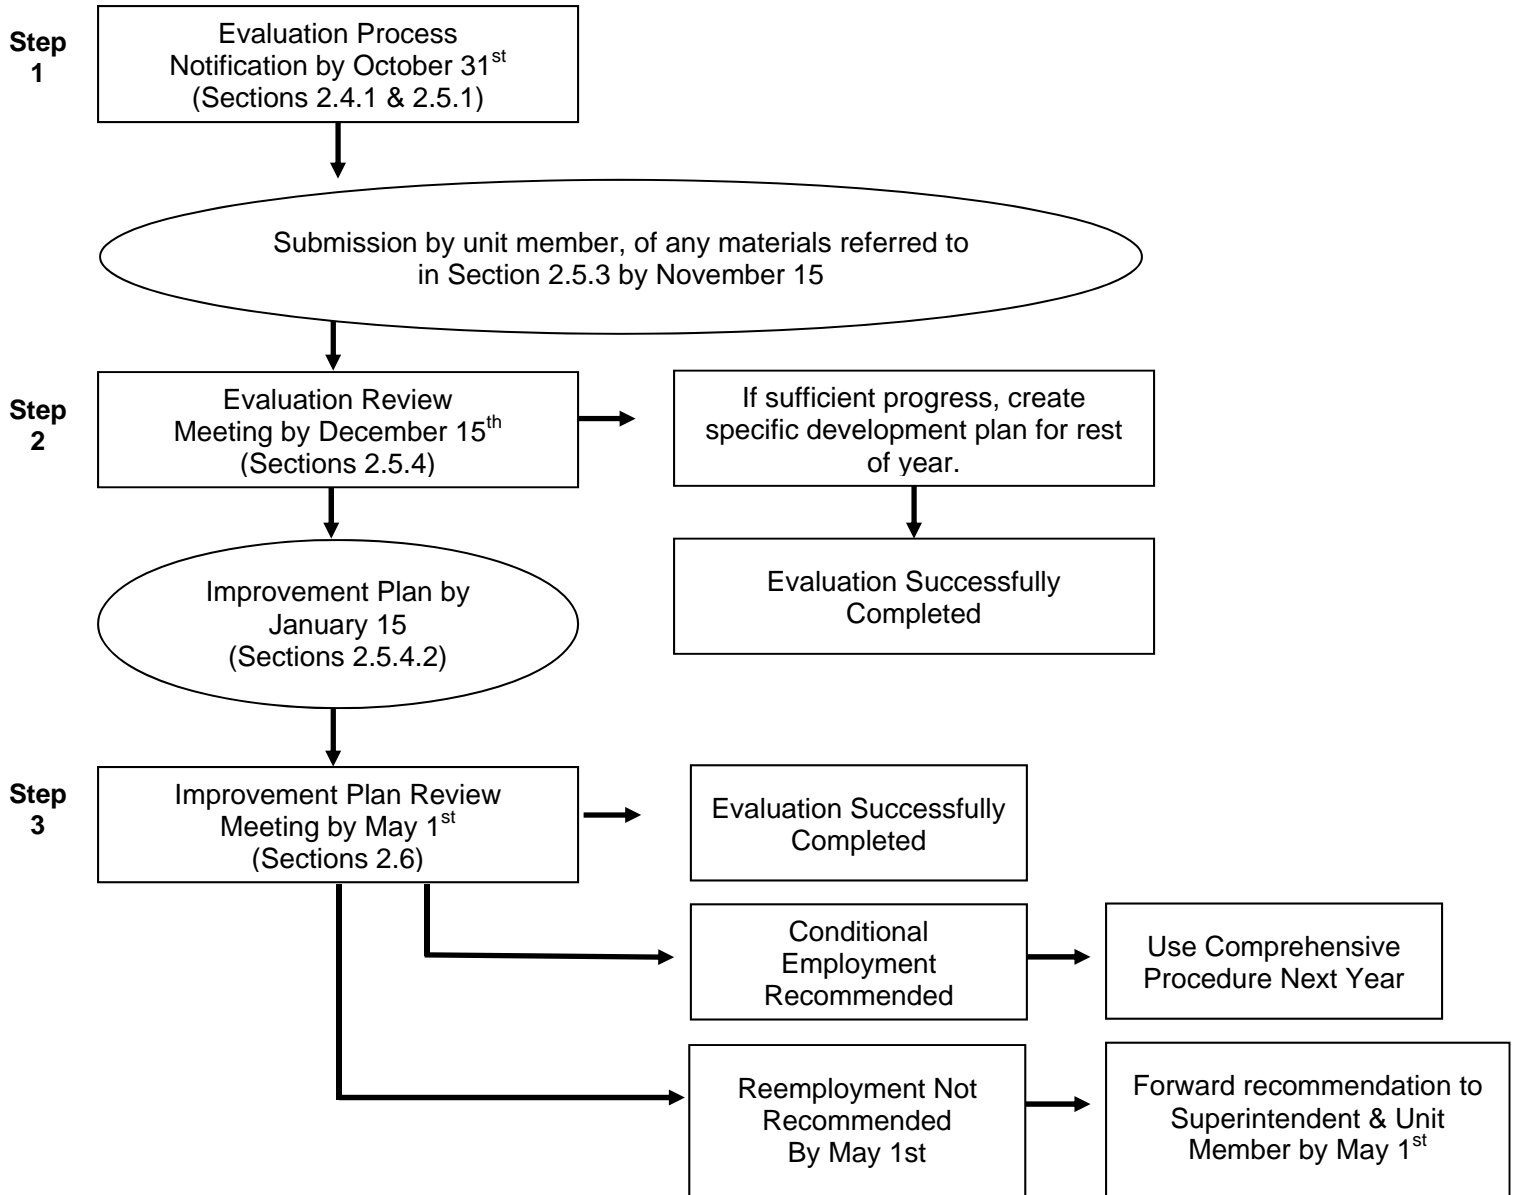 Step
1
Evaluation Process
Notification by October 31st
(Sections 2.4.1 & 2.5.1)
Submission by unit member, of any materials referred to
in Section 2.5.3 by November 15
Step
2
Evaluation Review
Meeting by December 15th
(Sections 2.5.4)
If sufficient progress, create
specific development plan for rest
of year.
Evaluation Successfully
Completed
Improvement Plan by
January 15
(Sections 2.5.4.2)
Step
3
Improvement Plan Review
Meeting by May 1st
(Sections 2.6)
Evaluation Successfully
Completed
Conditional
Employment
Recommended
Use Comprehensive
Procedure Next Year
Reemployment Not
Recommended
By May 1st
Forward recommendation to
Superintendent & Unit
Member by May 1st